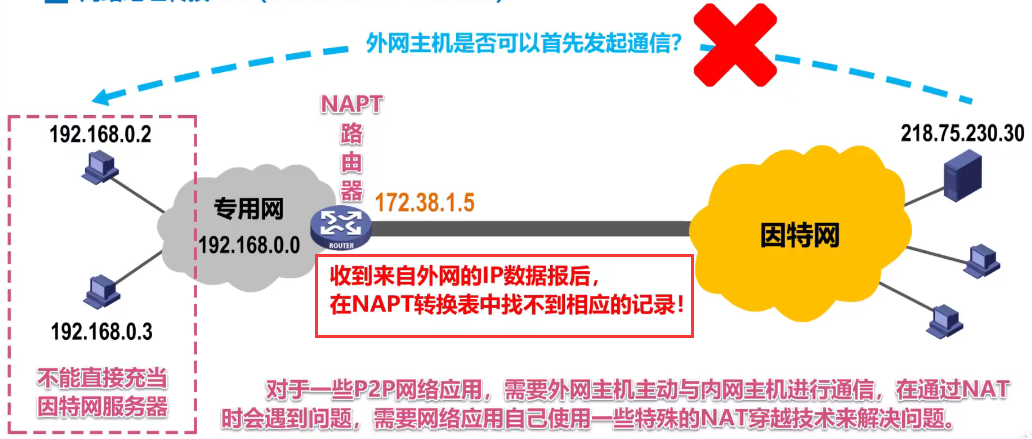 外网主机是否可以首先发起通信?
NAPT
路
由
器
192.168.0.2
218.75.230.30
172.38.1.5
专用网
192.168.0.0
ROUTER
因特网
收到来自外网的IP数据报后，
在NAPT转换表中找不到相应的记录！
192.168.0.3
不能直接充当
因特网服务器
对于一些P2P网络应用，需要外网主机主动与内网主机进行通信，在通过NAT
时会遇到问题，需要网络应用自己使用一些特殊的NAT穿越技术来解决问题。